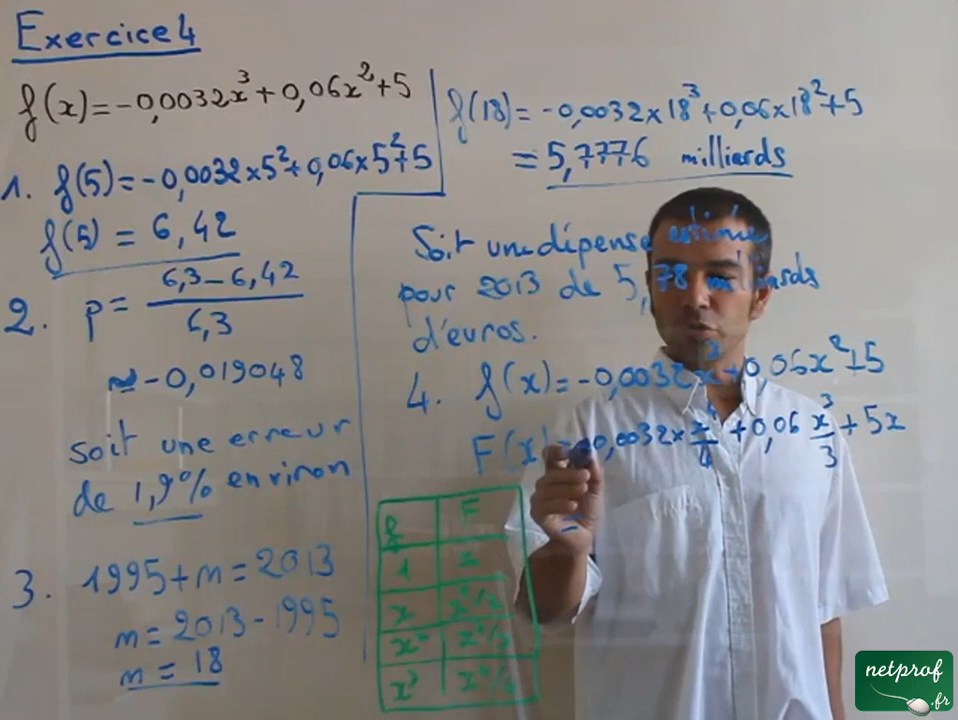 Exercice 4
f(x) = -0,0032x³ + 0,06x² + 5
1. f(5) = -0,0032 × 5² + 0,06 × 5² + 5
f(5) = 6,42
2. p = (6,3 - 6,42) / 6,3
≈ -0,019048
soit une erreur
de 1,9% environ
3. 1995 + n = 2013
n = 2013 - 1995
n = 18
f(18) = -0,0032 × 18³ + 0,06 × 18² + 5
= 5,7776 milliards
Soit une dépense estimée
pour 2013 de 5,78 milliards
d'euros.
4. f(x) = -0,0032x³ + 0,06x² + 5
F(x) = -0,0032 × x⁴/4 + 0,06 x³/3 + 5x
=
f F
1 x
x x²/2
x² x³/3
x³ x⁴/4
netprof
.fr